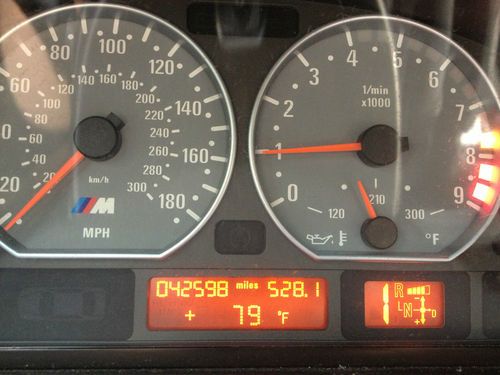 60 80 100 120 140 160 180
20 40 60 80 120 140 160 200 220 240 260 280 300
20
km/h
M
MPH
0 1 2 3 4 5 6 7 8 9
1/min
x1000
120 210 300
°F
042598 miles 528.1
+ 79 °F
1 R
L N D
+